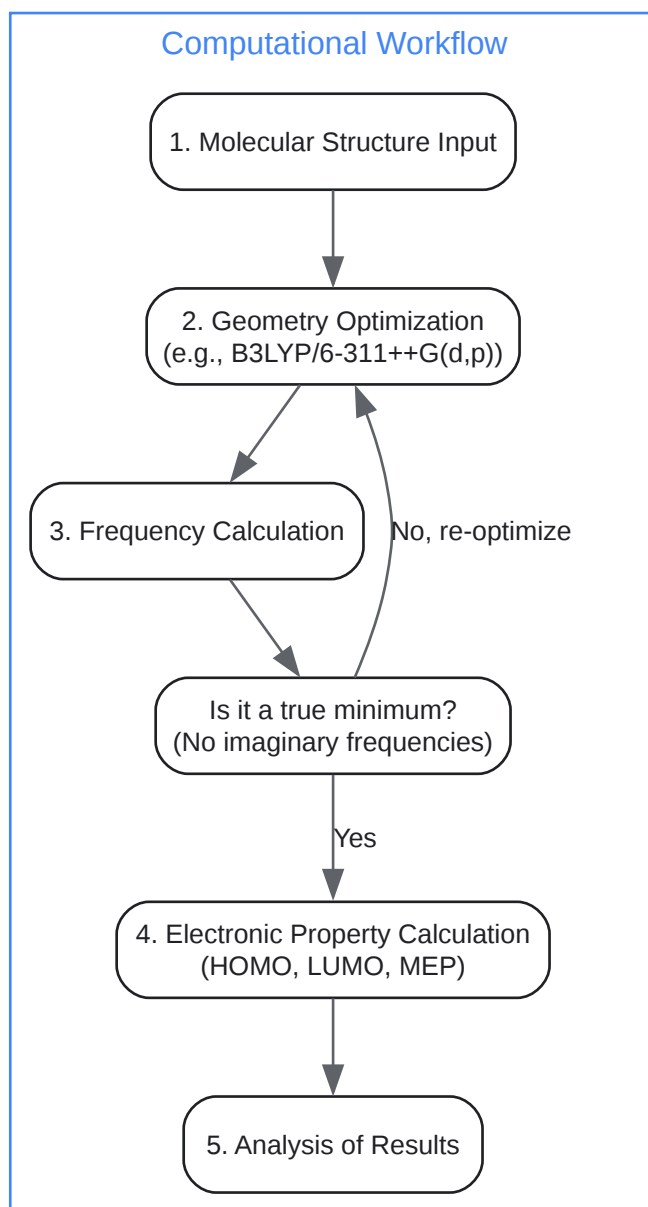 Computational Workflow
1. Molecular Structure Input
2. Geometry Optimization
(e.g., B3LYP/6-311++G(d,p))
3. Frequency Calculation
No, re-optimize
Is it a true minimum?
(No imaginary frequencies)
Yes
4. Electronic Property Calculation
(HOMO, LUMO, MEP)
5. Analysis of Results